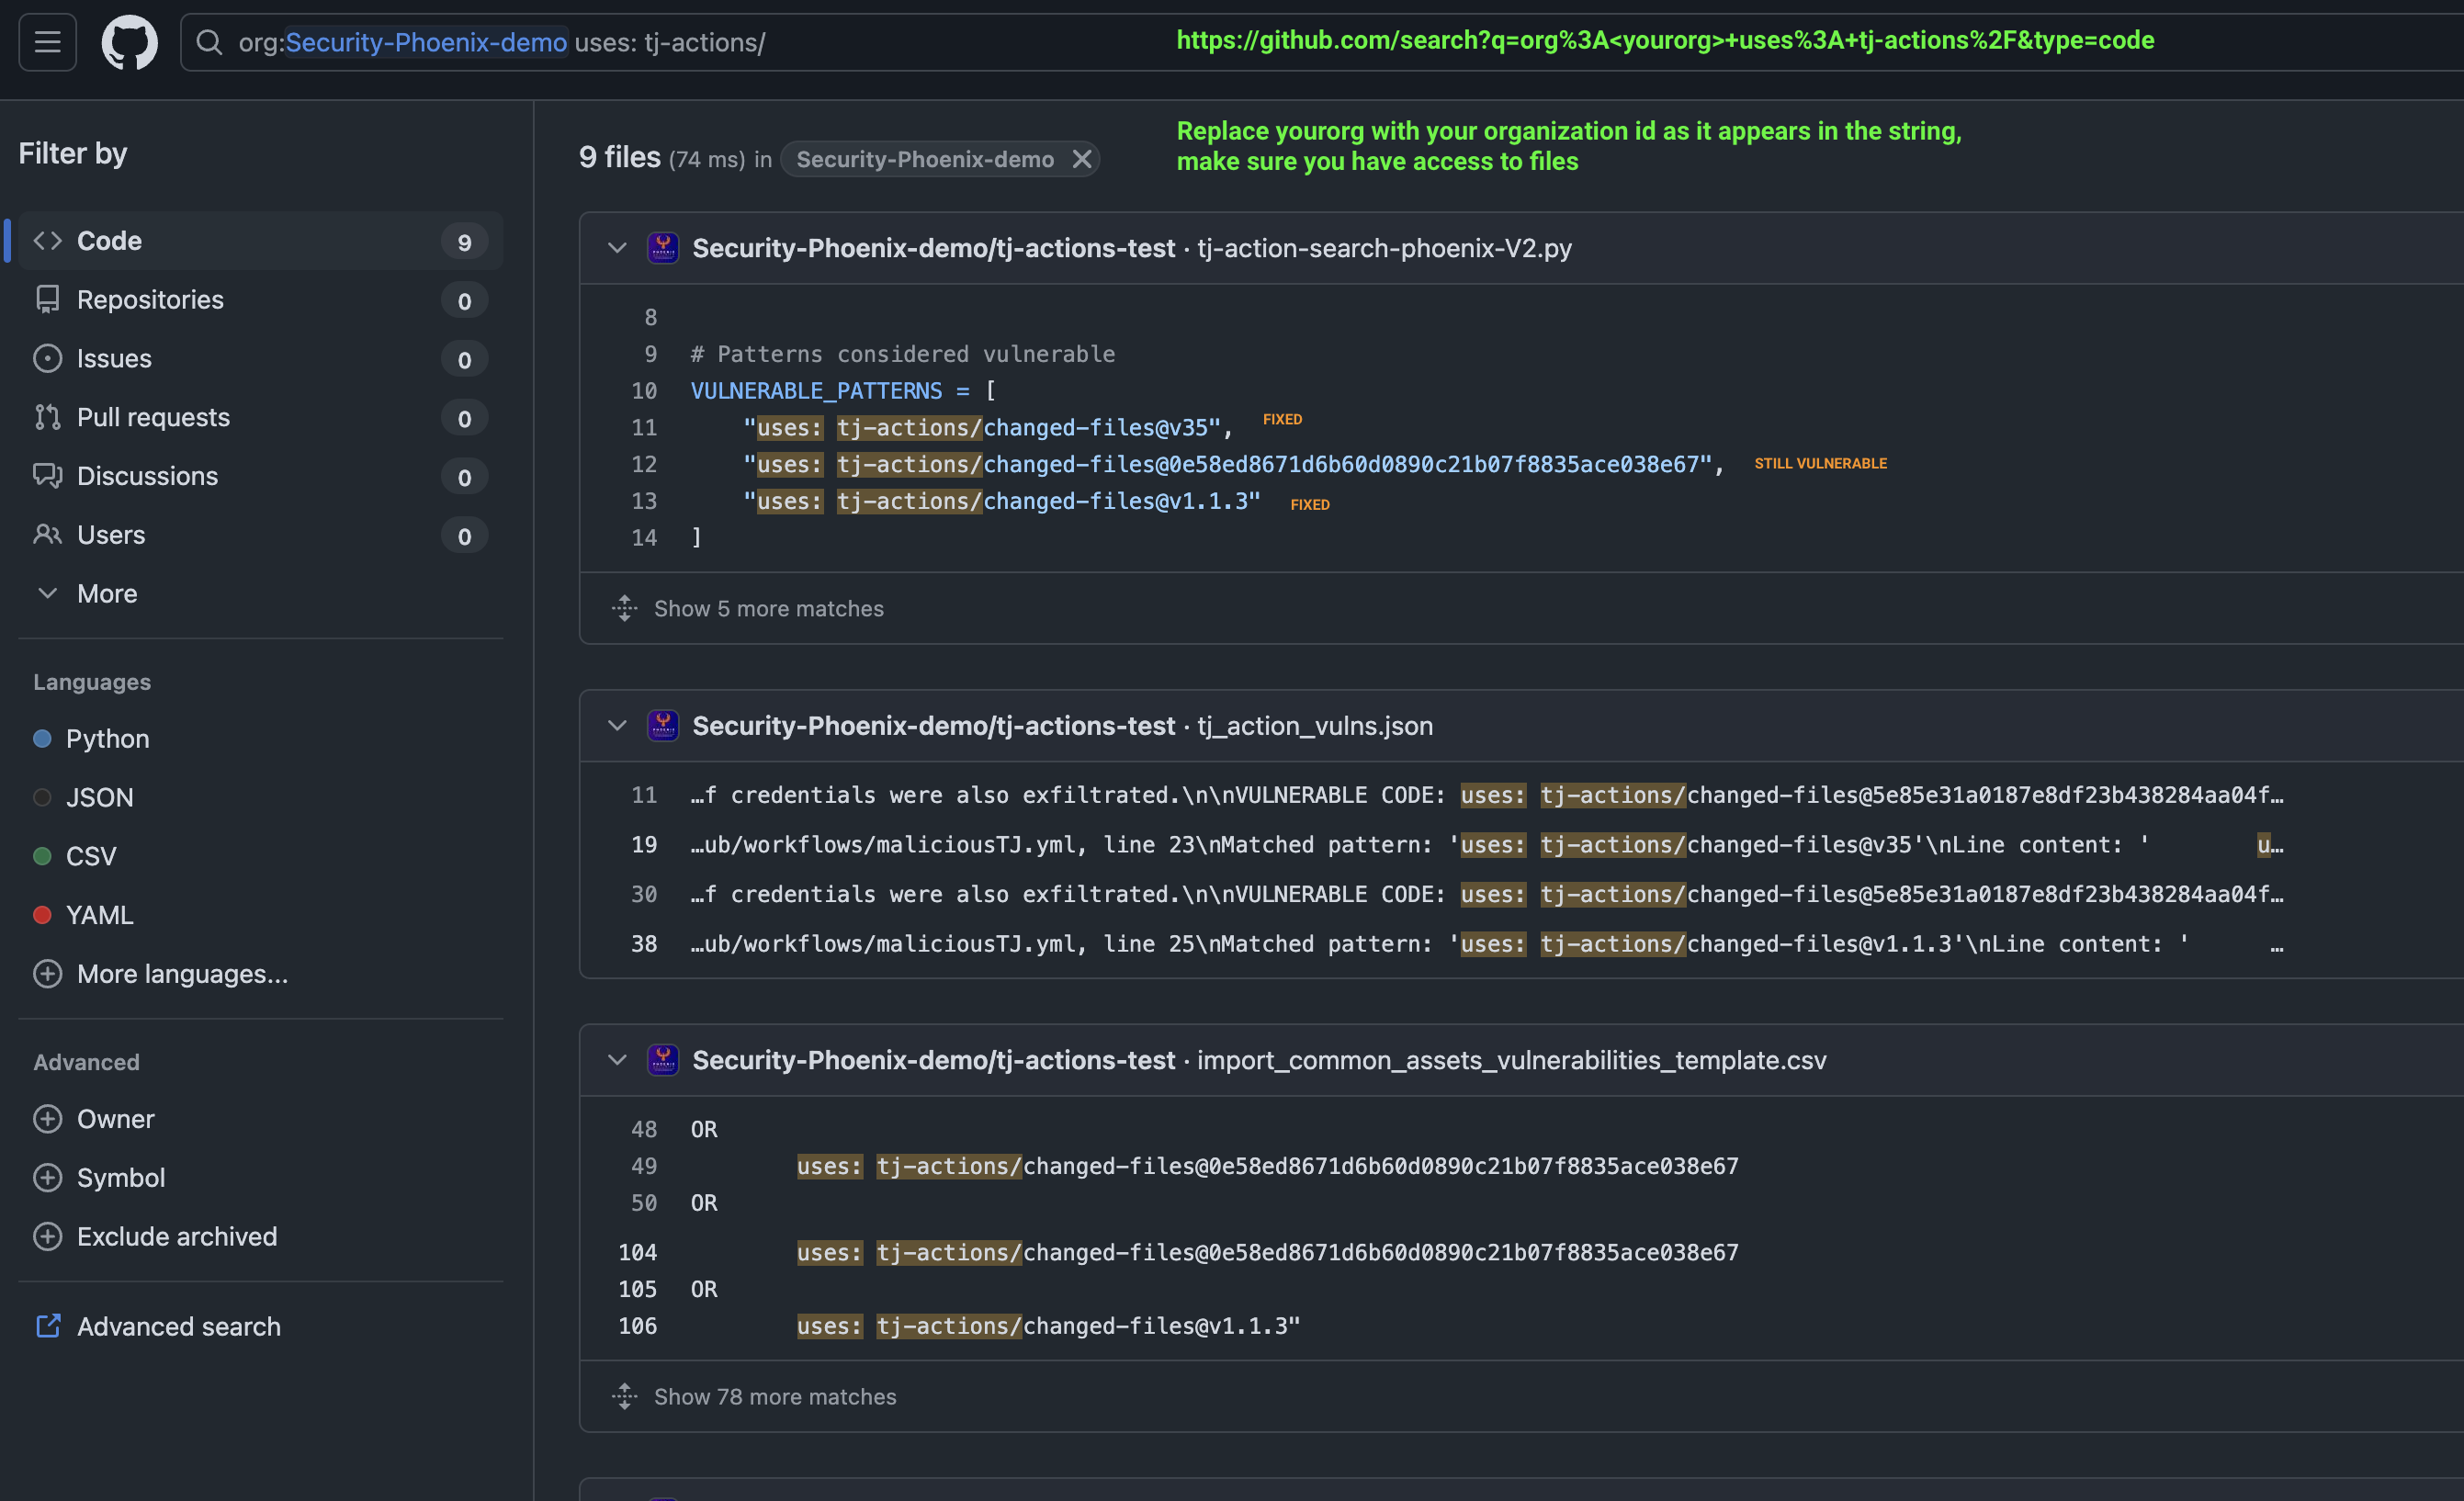 org:Security-Phoenix-demo uses: tj-actions/
https://github.com/search?q=org%3A<yourorg>+uses%3A+tj-actions%2F&type=code
Filter by
Code 9
Repositories 0
Issues 0
Pull requests 0
Discussions 0
Users 0
More
Languages
Python
JSON
CSV
YAML
More languages...
Advanced
Owner
Symbol
Exclude archived
Advanced search
9 files (74 ms) in Security-Phoenix-demo
Replace yourorg with your organization id as it appears in the string,
make sure you have access to files
Security-Phoenix-demo/tj-actions-test · tj-action-search-phoenix-V2.py
8
9 # Patterns considered vulnerable
10 VULNERABLE_PATTERNS = [
11 "uses: tj-actions/changed-files@v35", FIXED
12 "uses: tj-actions/changed-files@0e58ed8671d6b60d0890c21b07f8835ace038e67", STILL VULNERABLE
13 "uses: tj-actions/changed-files@v1.1.3" FIXED
14 ]
Show 5 more matches
Security-Phoenix-demo/tj-actions-test · tj_action_vulns.json
11 …f credentials were also exfiltrated.\n\nVULNERABLE CODE: uses: tj-actions/changed-files@5e85e31a0187e8df23b438284aa04f…
19 …ub/workflows/maliciousTJ.yml, line 23\nMatched pattern: 'uses: tj-actions/changed-files@v35'\nLine content: ' u…
30 …f credentials were also exfiltrated.\n\nVULNERABLE CODE: uses: tj-actions/changed-files@5e85e31a0187e8df23b438284aa04f…
38 …ub/workflows/maliciousTJ.yml, line 25\nMatched pattern: 'uses: tj-actions/changed-files@v1.1.3'\nLine content: ' …
Security-Phoenix-demo/tj-actions-test · import_common_assets_vulnerabilities_template.csv
48 OR
49 uses: tj-actions/changed-files@0e58ed8671d6b60d0890c21b07f8835ace038e67
50 OR
104 uses: tj-actions/changed-files@0e58ed8671d6b60d0890c21b07f8835ace038e67
105 OR
106 uses: tj-actions/changed-files@v1.1.3"
Show 78 more matches